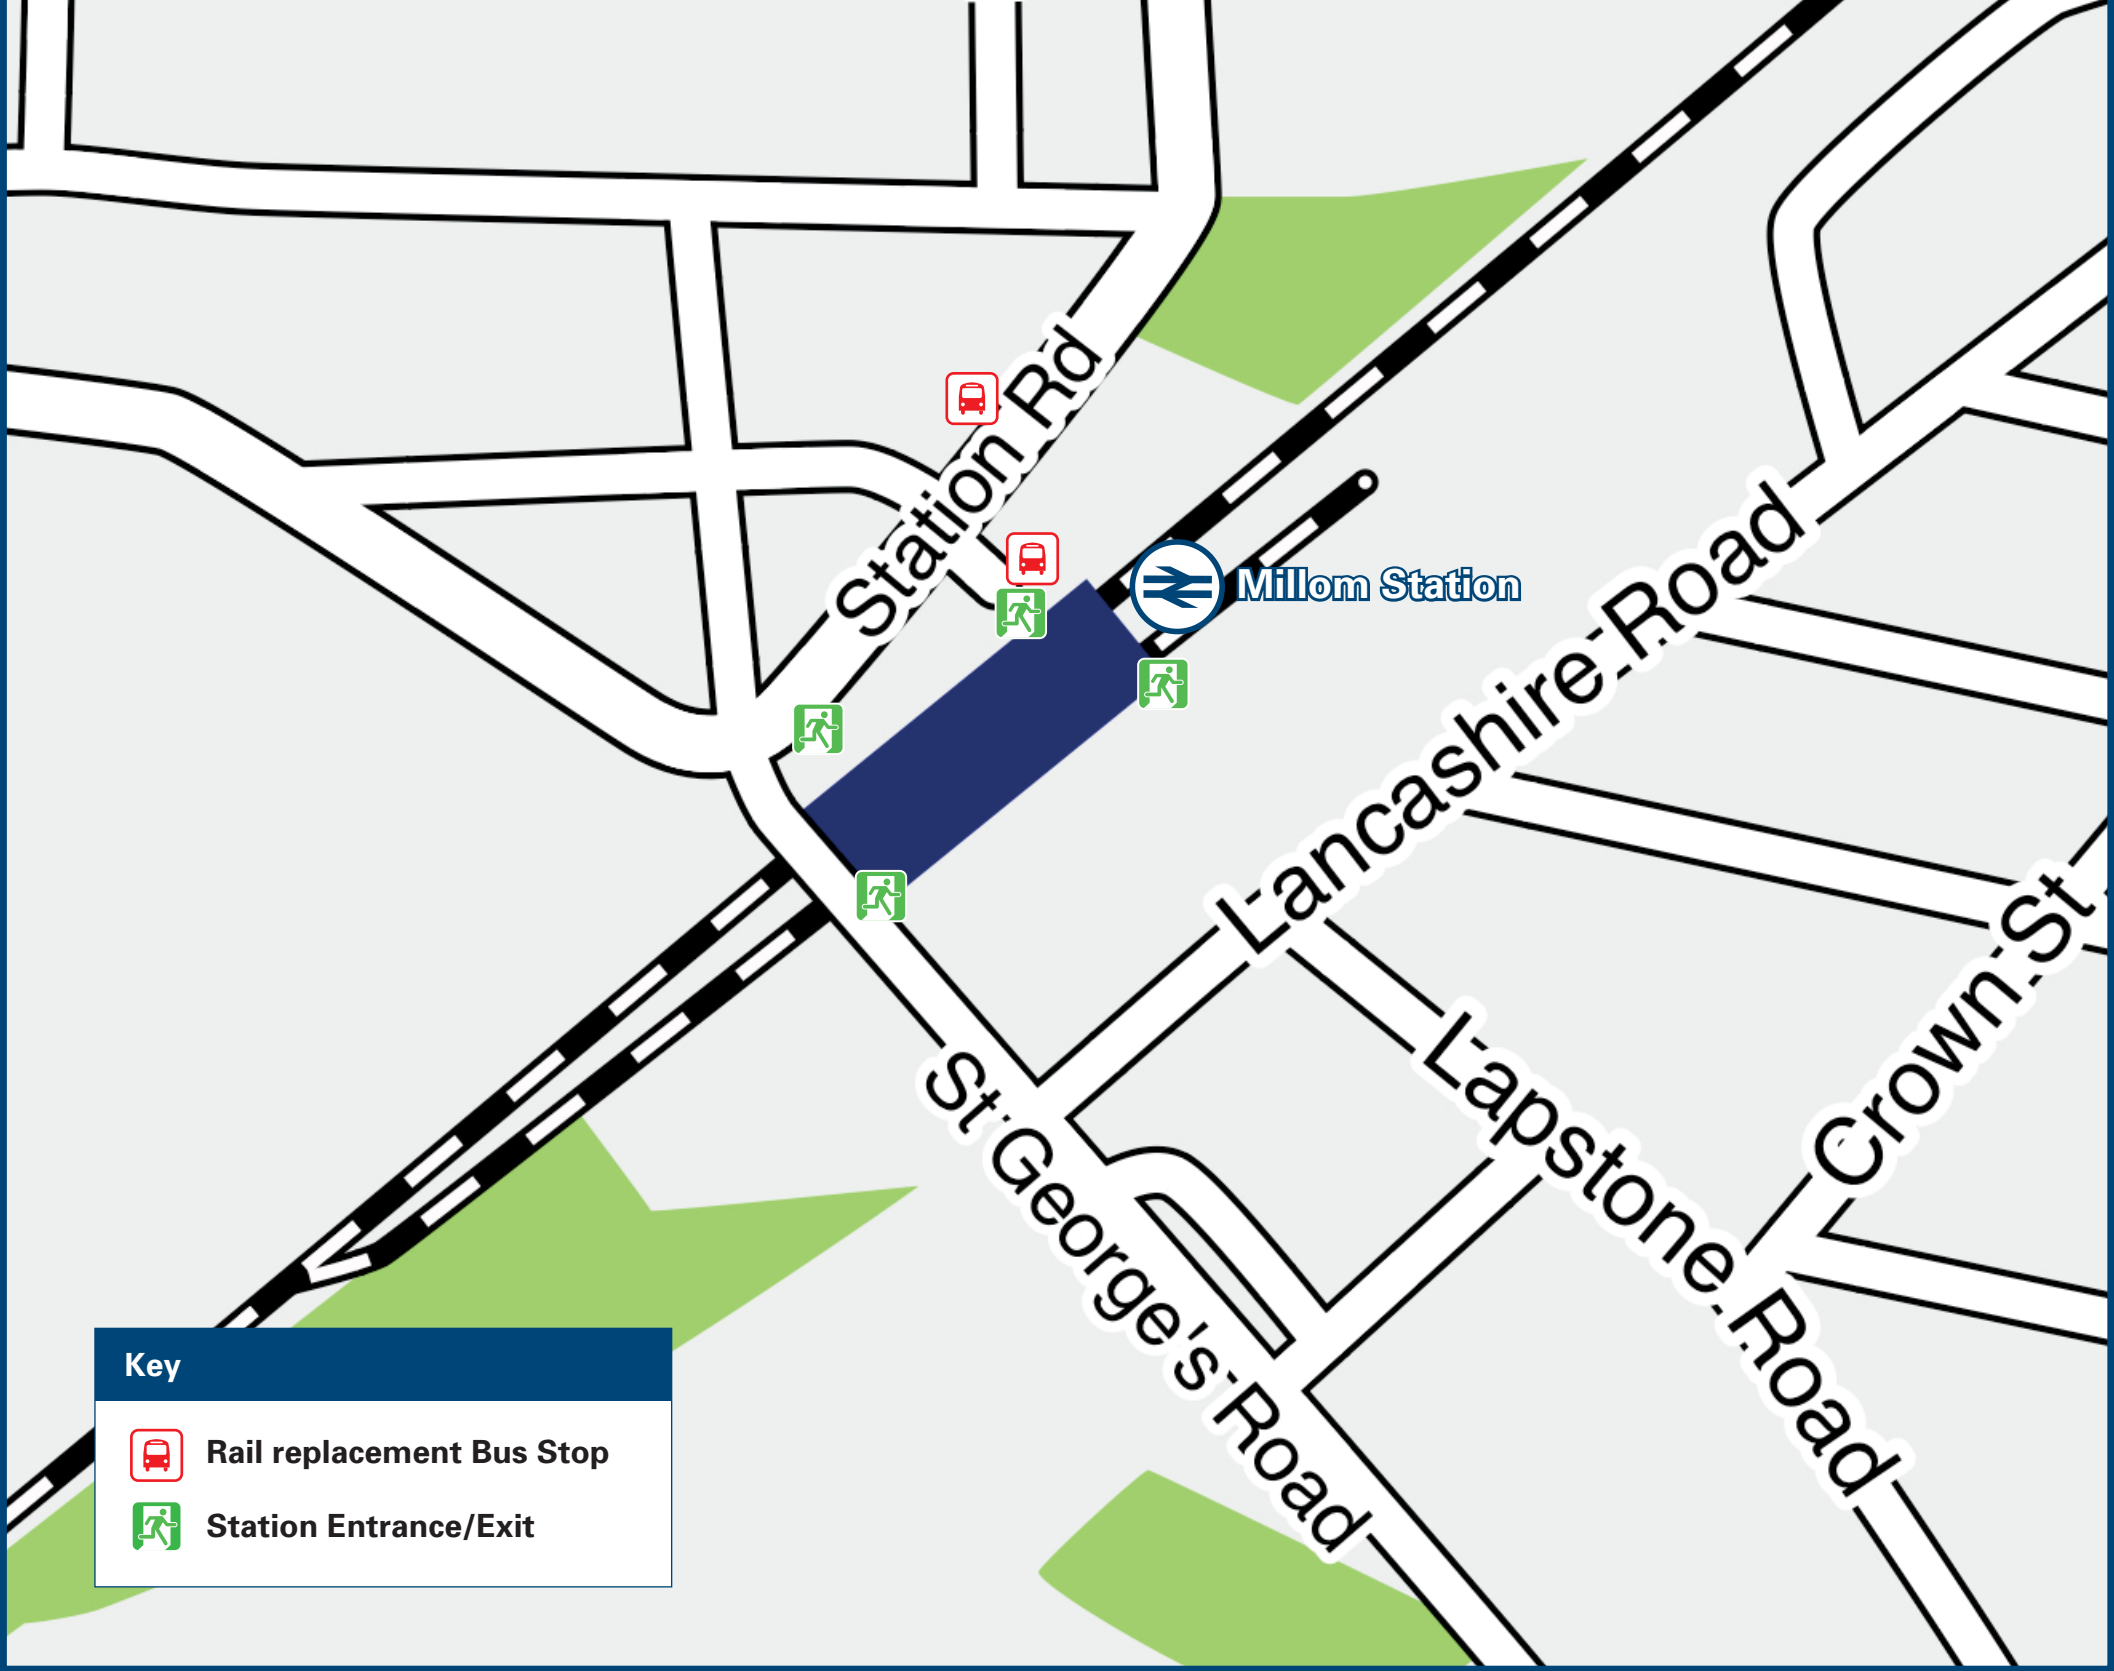 Station Rd
Millom Station
Lancashire Road
Crown St
Lapstone Road
St George's Road
Key
Rail replacement Bus Stop
Station Entrance/Exit